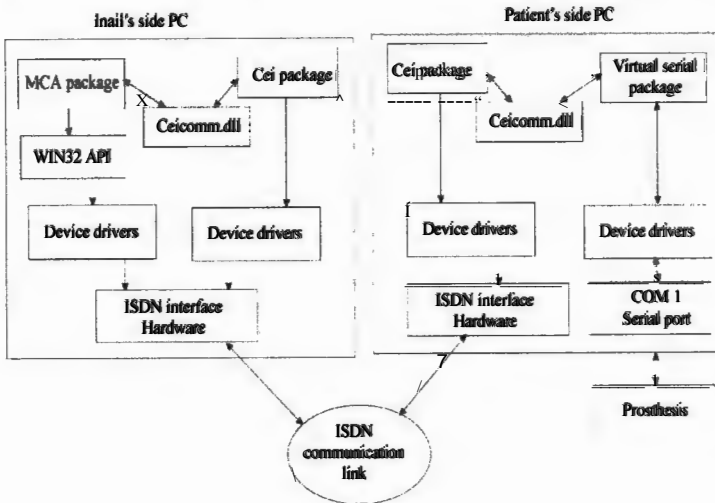 Inail's side PC
MCA package
Cei package
X
Ceicomm.dll
WIN32 API
Device drivers
Device drivers
ISDN interface
Hardware
Patient's side PC
Cei package
Virtual serial
package
Ceicomm.dll
Device drivers
Device drivers
ISDN interface
Hardware
COM 1
Serial port
7
Prosthesis
ISDN
communication
link